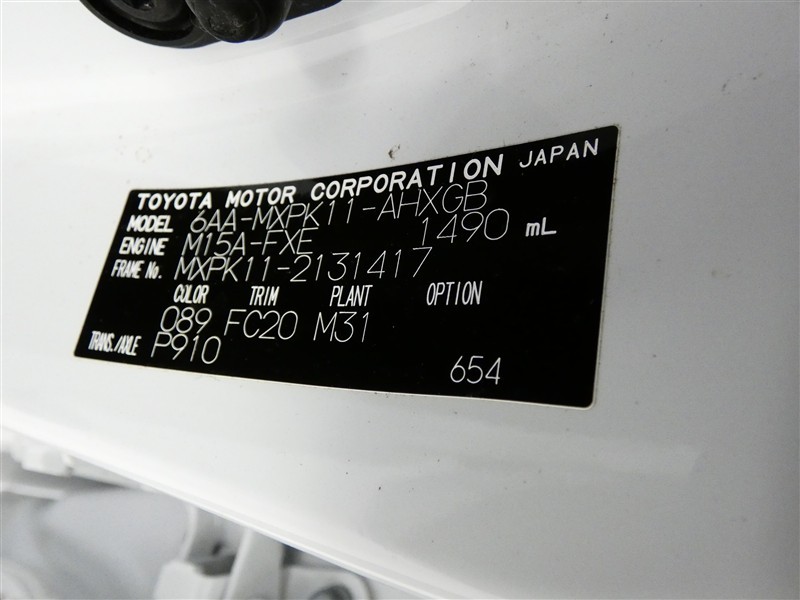 TOYOTA MOTOR CORPORATION JAPAN
MODEL 6AA-MXPK11-AHXGB
ENGINE M15A-FXE 1490 mL
FRAME No. MXPK11-2131417
COLOR TRIM PLANT OPTION
089 FC20 M31
TRANS./AXLE P910
654